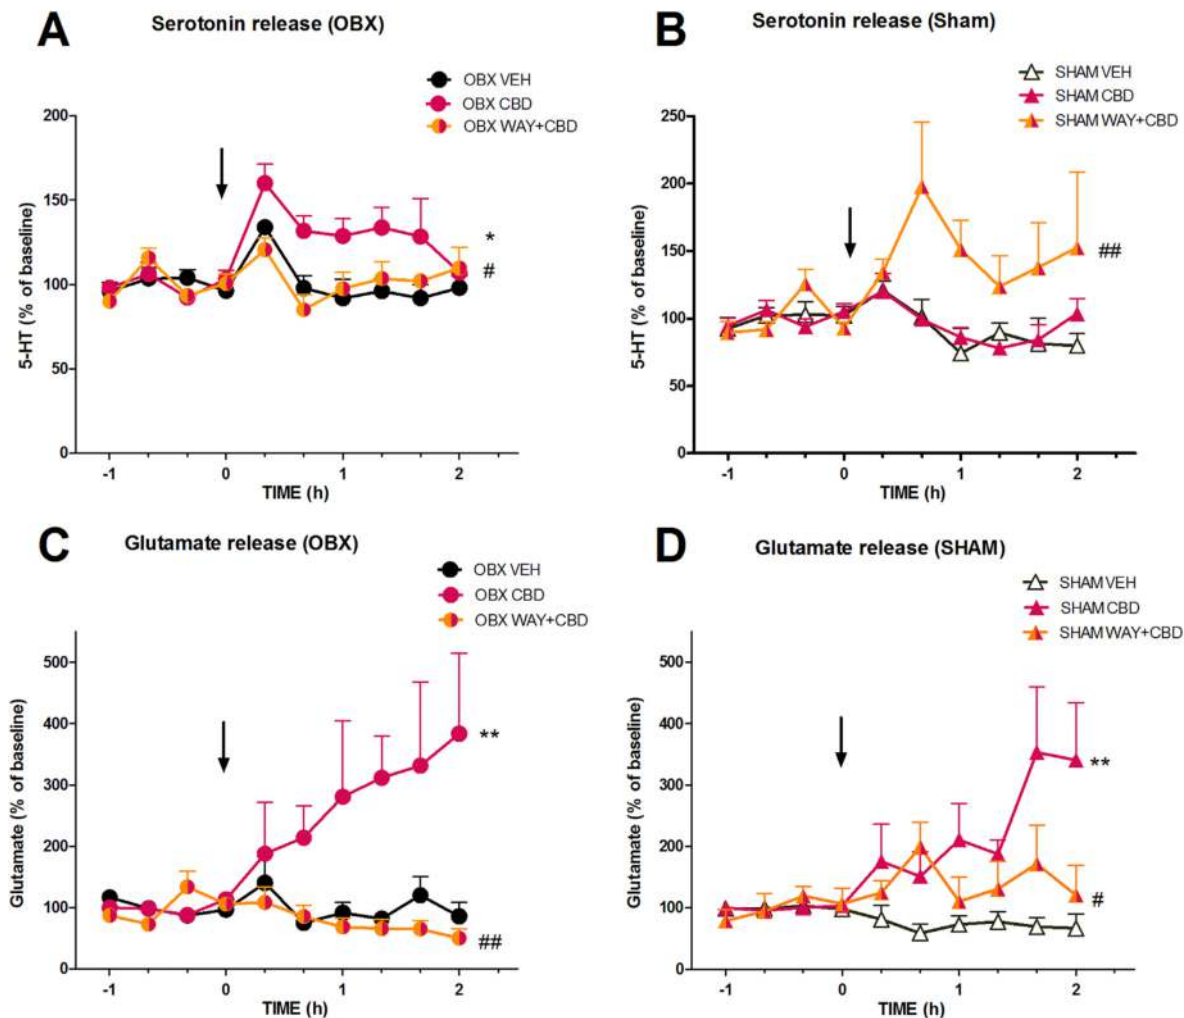 A
Serotonin release (OBX)
OBX VEH
OBX CBD
OBX WAY+CBD
5-HT (% of baseline)
200
150
100
50
0
*
#
-1
0
1
2
TIME (h)
B
Serotonin release (Sham)
SHAM VEH
SHAM CBD
SHAM WAY+CBD
5-HT (% of baseline)
250
200
150
100
50
0
##
-1
0
1
2
TIME (h)
C
Glutamate release (OBX)
OBX VEH
OBX CBD
OBX WAY+CBD
Glutamate (% of baseline)
500
400
300
200
100
0
**
##
-1
0
1
2
TIME (h)
D
Glutamate release (SHAM)
SHAM VEH
SHAM CBD
SHAM WAY+CBD
Glutamate (% of baseline)
500
400
300
200
100
0
**
#
-1
0
1
2
TIME (h)